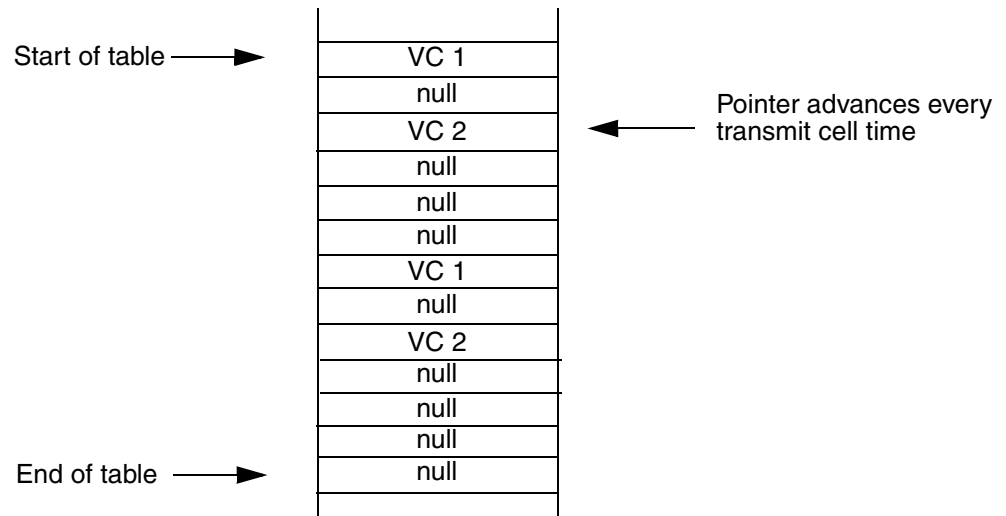 Start of table
VC 1
null
Pointer advances every
transmit cell time
VC 2
null
null
null
VC 1
null
VC 2
null
null
null
End of table
null